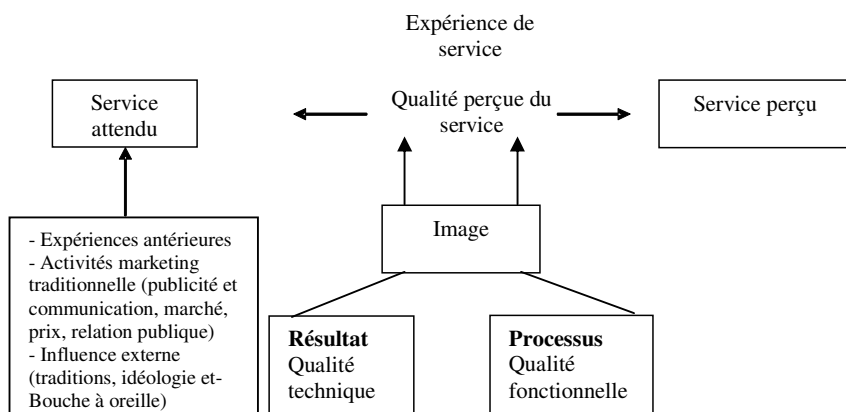 Expérience de
service
Service
attendu
Qualité perçue du
service
Service perçu
- Expériences antérieures
- Activités marketing
traditionnelle (publicité et
communication, marché,
prix, relation publique)
- Influence externe
(traditions, idéologie et-
Bouche à oreille)
Image
Résultat
Qualité
technique
Processus
Qualité
fonctionnelle